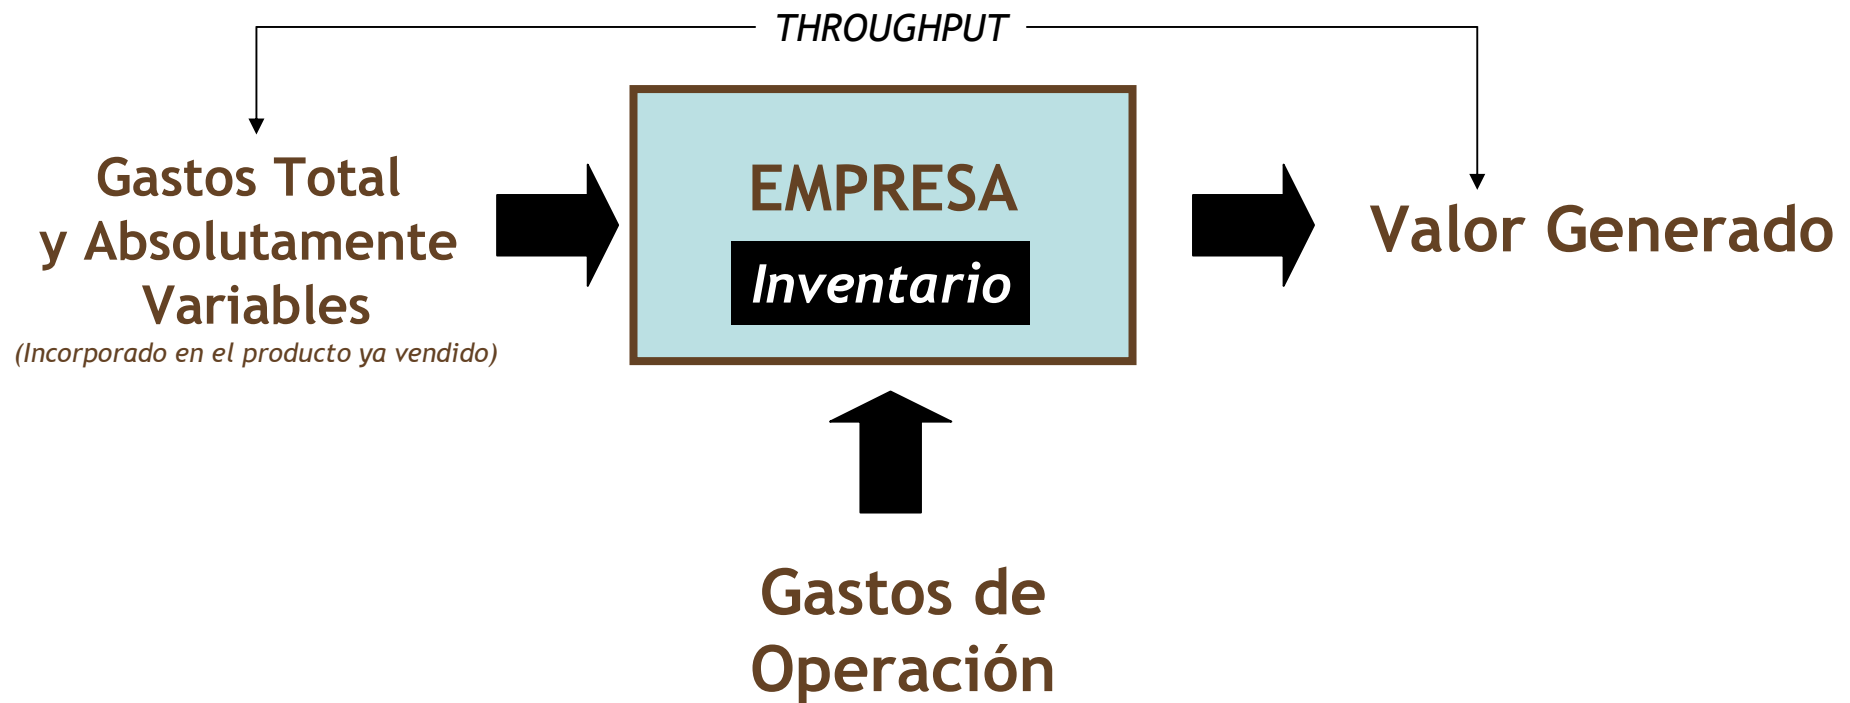 THROUGHPUT
Gastos Total
y Absolutamente
Variables
(Incorporado en el producto ya vendido)
EMPRESA
Inventario
Valor Generado
Gastos de
Operación